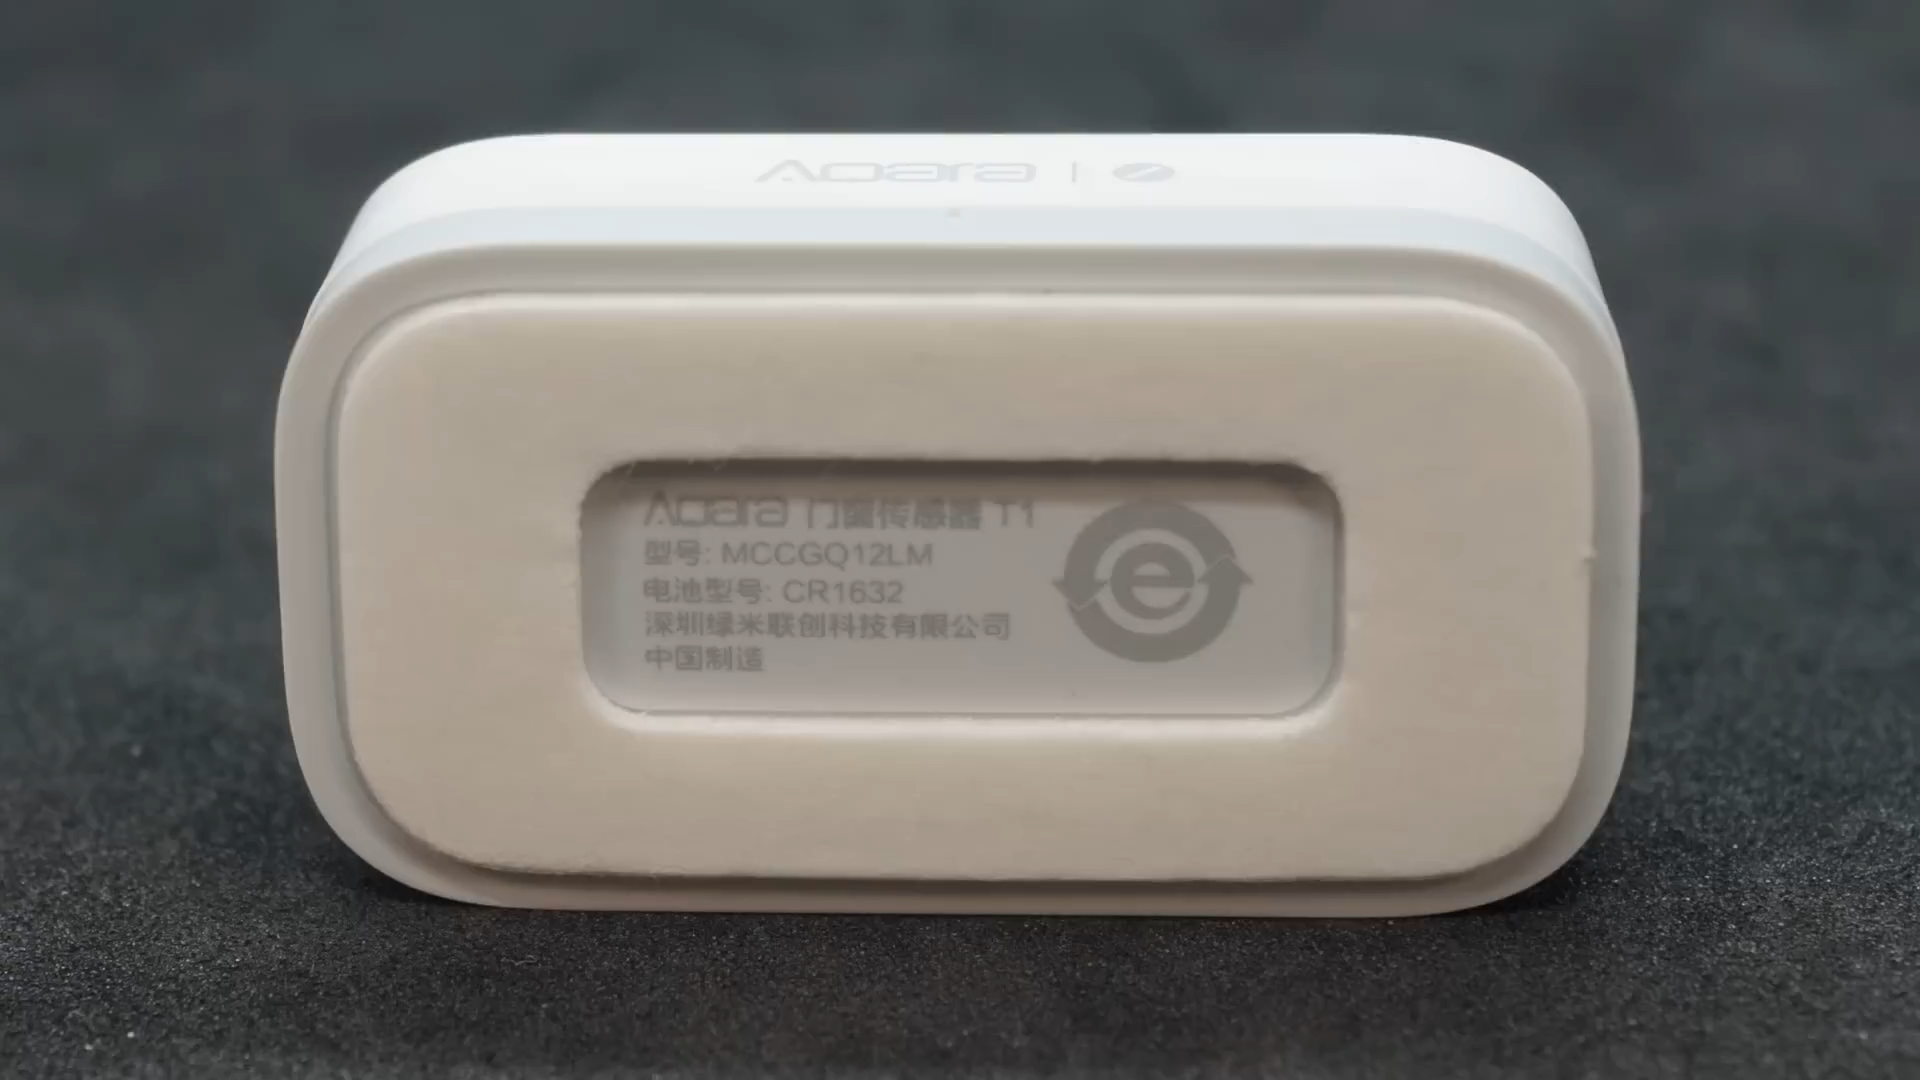 Aqara
Aqara 门窗传感器 T1
型号: MCCGQ12LM
电池型号: CR1632
深圳绿米联创科技有限公司
中国制造
e